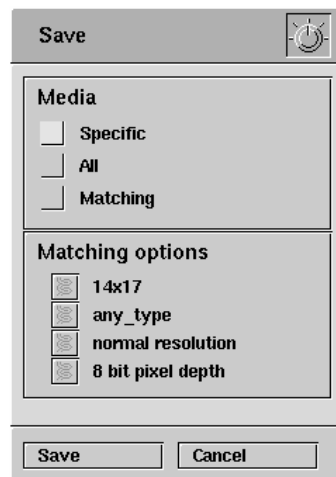 Save
Media
Specific
All
Matching
Matching options
14x17
any_type
normal resolution
8 bit pixel depth
Save
Cancel